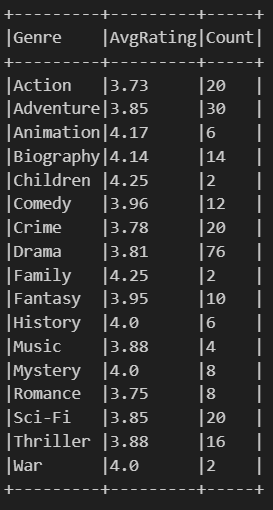 +---------+---------+-----+
|Genre    |AvgRating|Count|
+---------+---------+-----+
|Action   |3.73     |20   |
|Adventure|3.85     |30   |
|Animation|4.17     |6    |
|Biography|4.14     |14   |
|Children |4.25     |2    |
|Comedy   |3.96     |12   |
|Crime    |3.78     |20   |
|Drama    |3.81     |76   |
|Family   |4.25     |2    |
|Fantasy  |3.95     |10   |
|History  |4.0      |6    |
|Music    |3.88     |4    |
|Mystery  |4.0      |8    |
|Romance  |3.75     |8    |
|Sci-Fi   |3.85     |20   |
|Thriller |3.88     |16   |
|War      |4.0      |2    |
+---------+---------+-----+